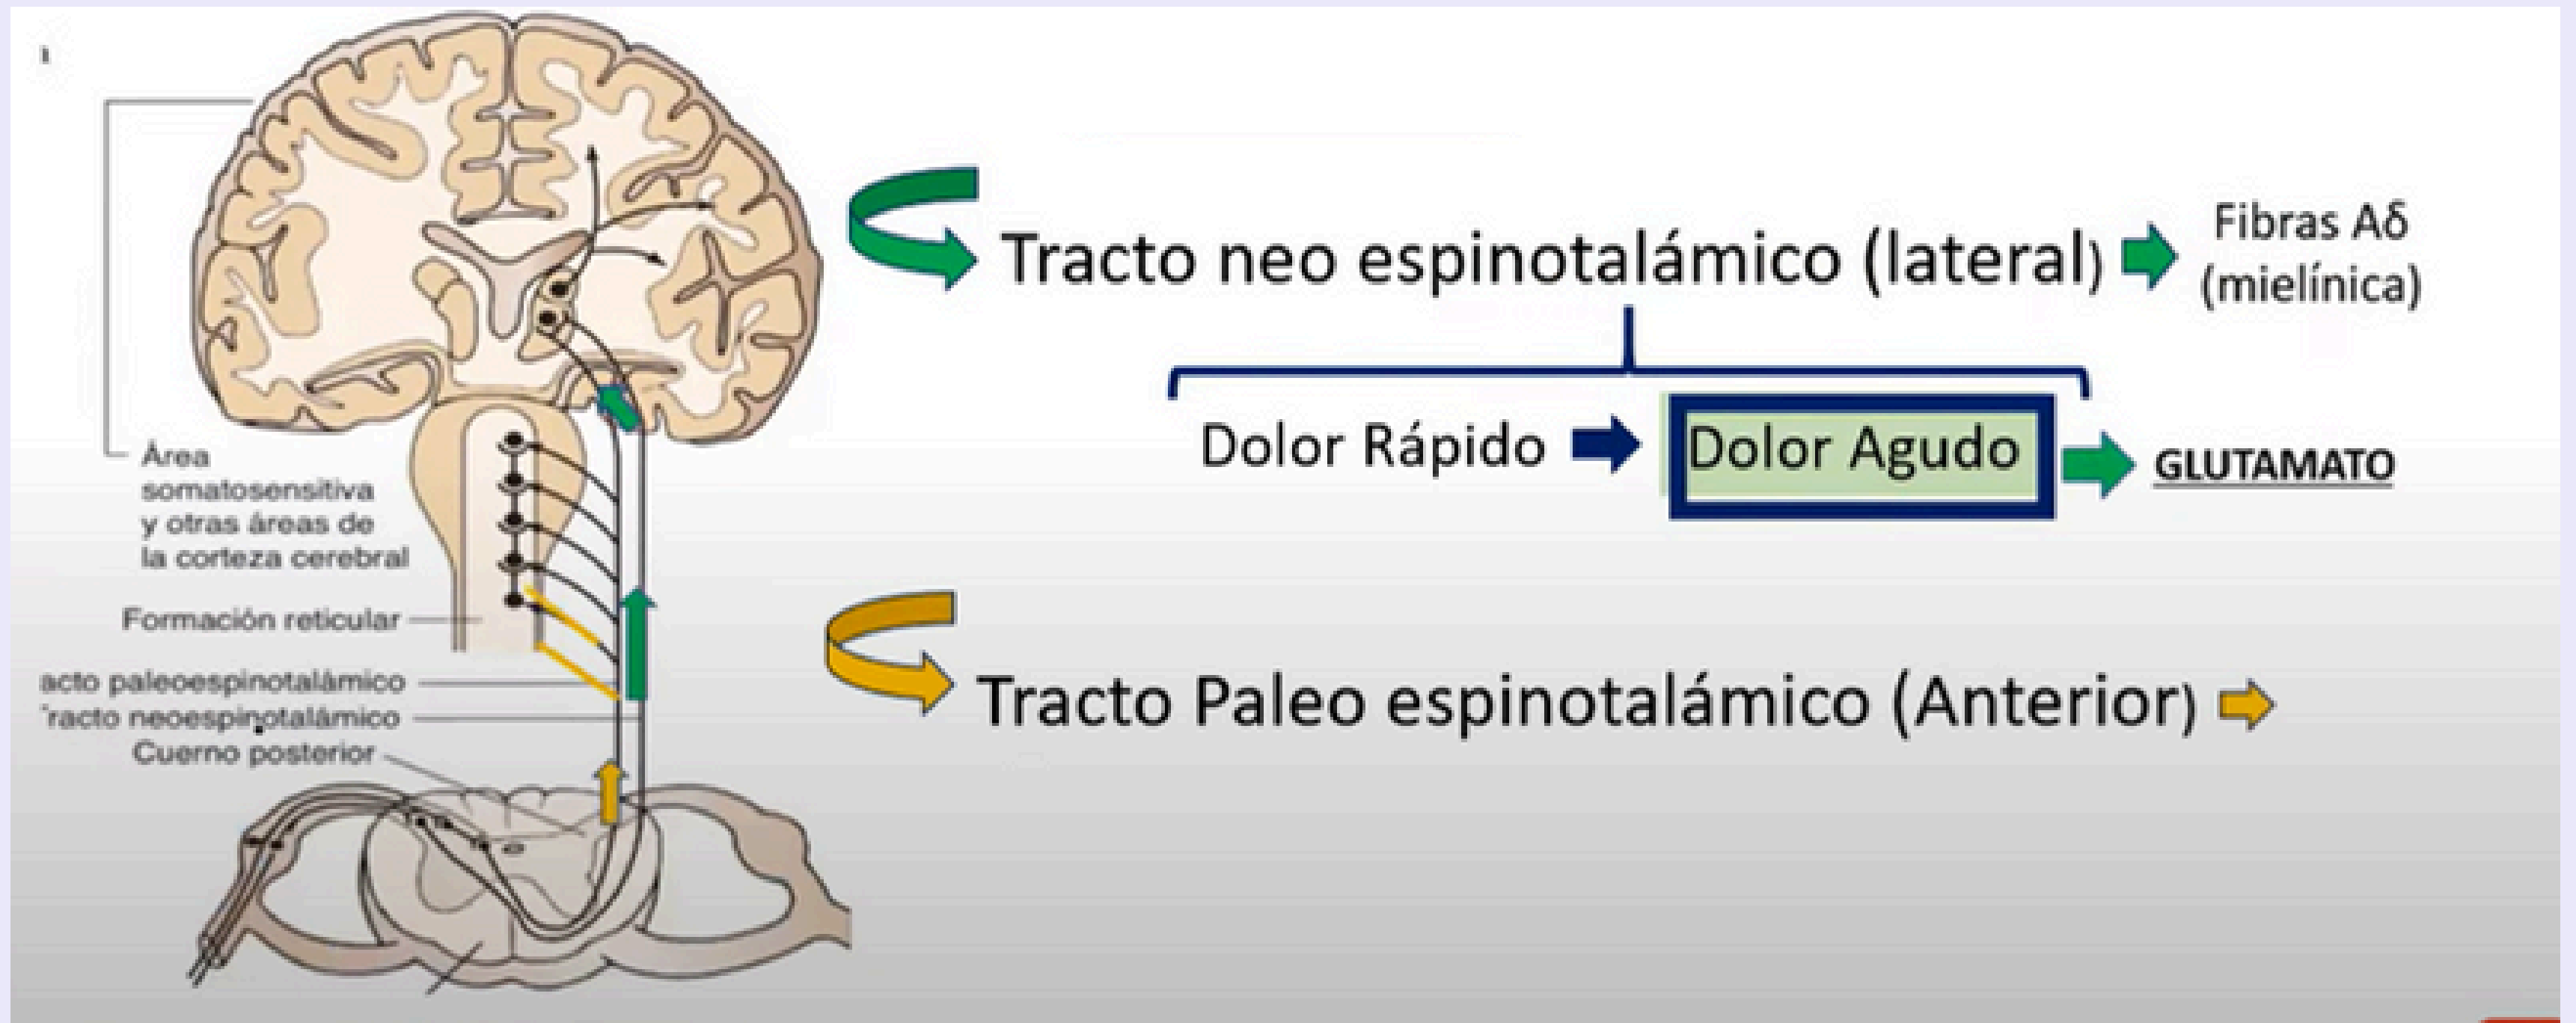 Área
somatosensitiva
y otras áreas de
la corteza cerebral
Formación reticular
acto paleoespinotalámico
racto neoespinotalámico
Cuerno posterior
Tracto neo espinotalámico (lateral)
Fibras Aδ
(mielínica)
Dolor Rápido
Dolor Agudo
GLUTAMATO
Tracto Paleo espinotalámico (Anterior)